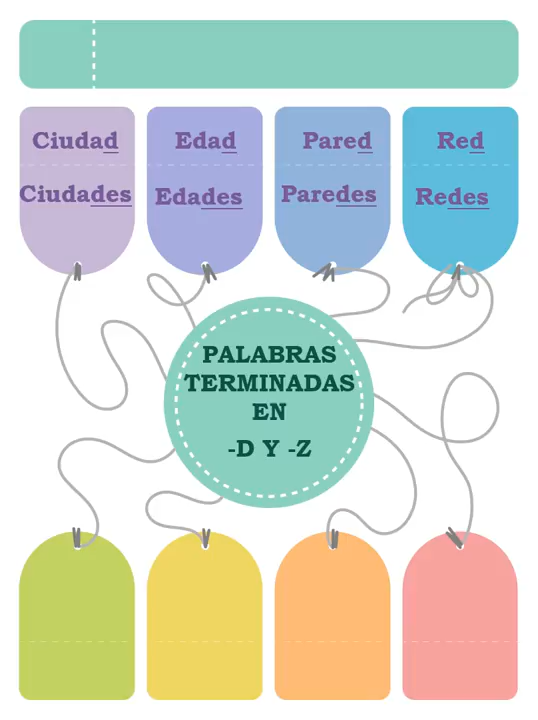 Ciudad
Edad
Pared
Red
Ciudades
Edades
Paredes
Redes
PALABRAS
TERMINADAS
EN
-D Y -Z